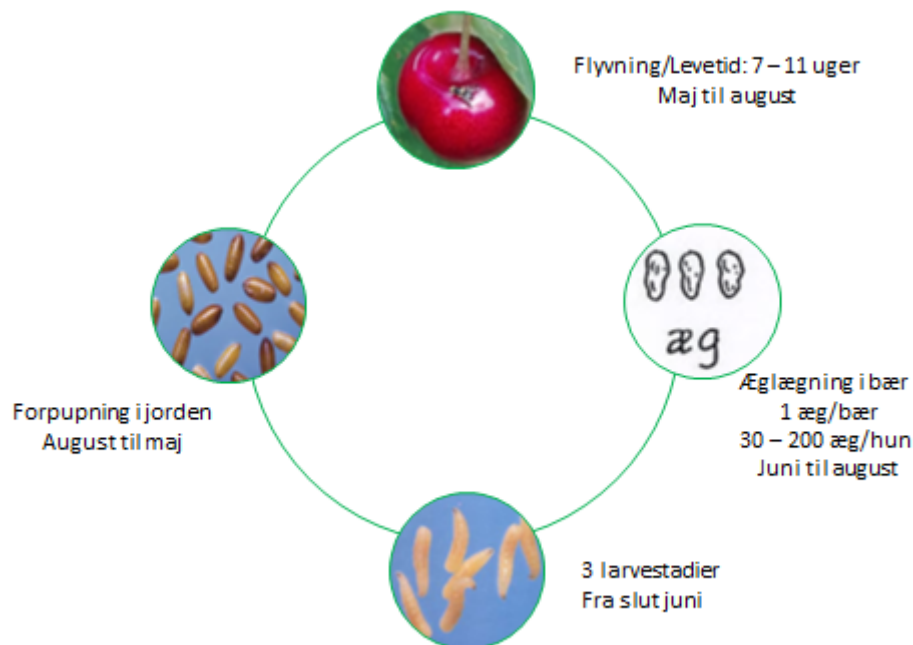 Flyvning/Levetid: 7 – 11 uger
Maj til august
æg
Æglægning i bær
1 æg/bær
30 – 200 æg/hun
Juni til august
3 larvestadier
Fra slut juni
Forpupning i jorden
August til maj